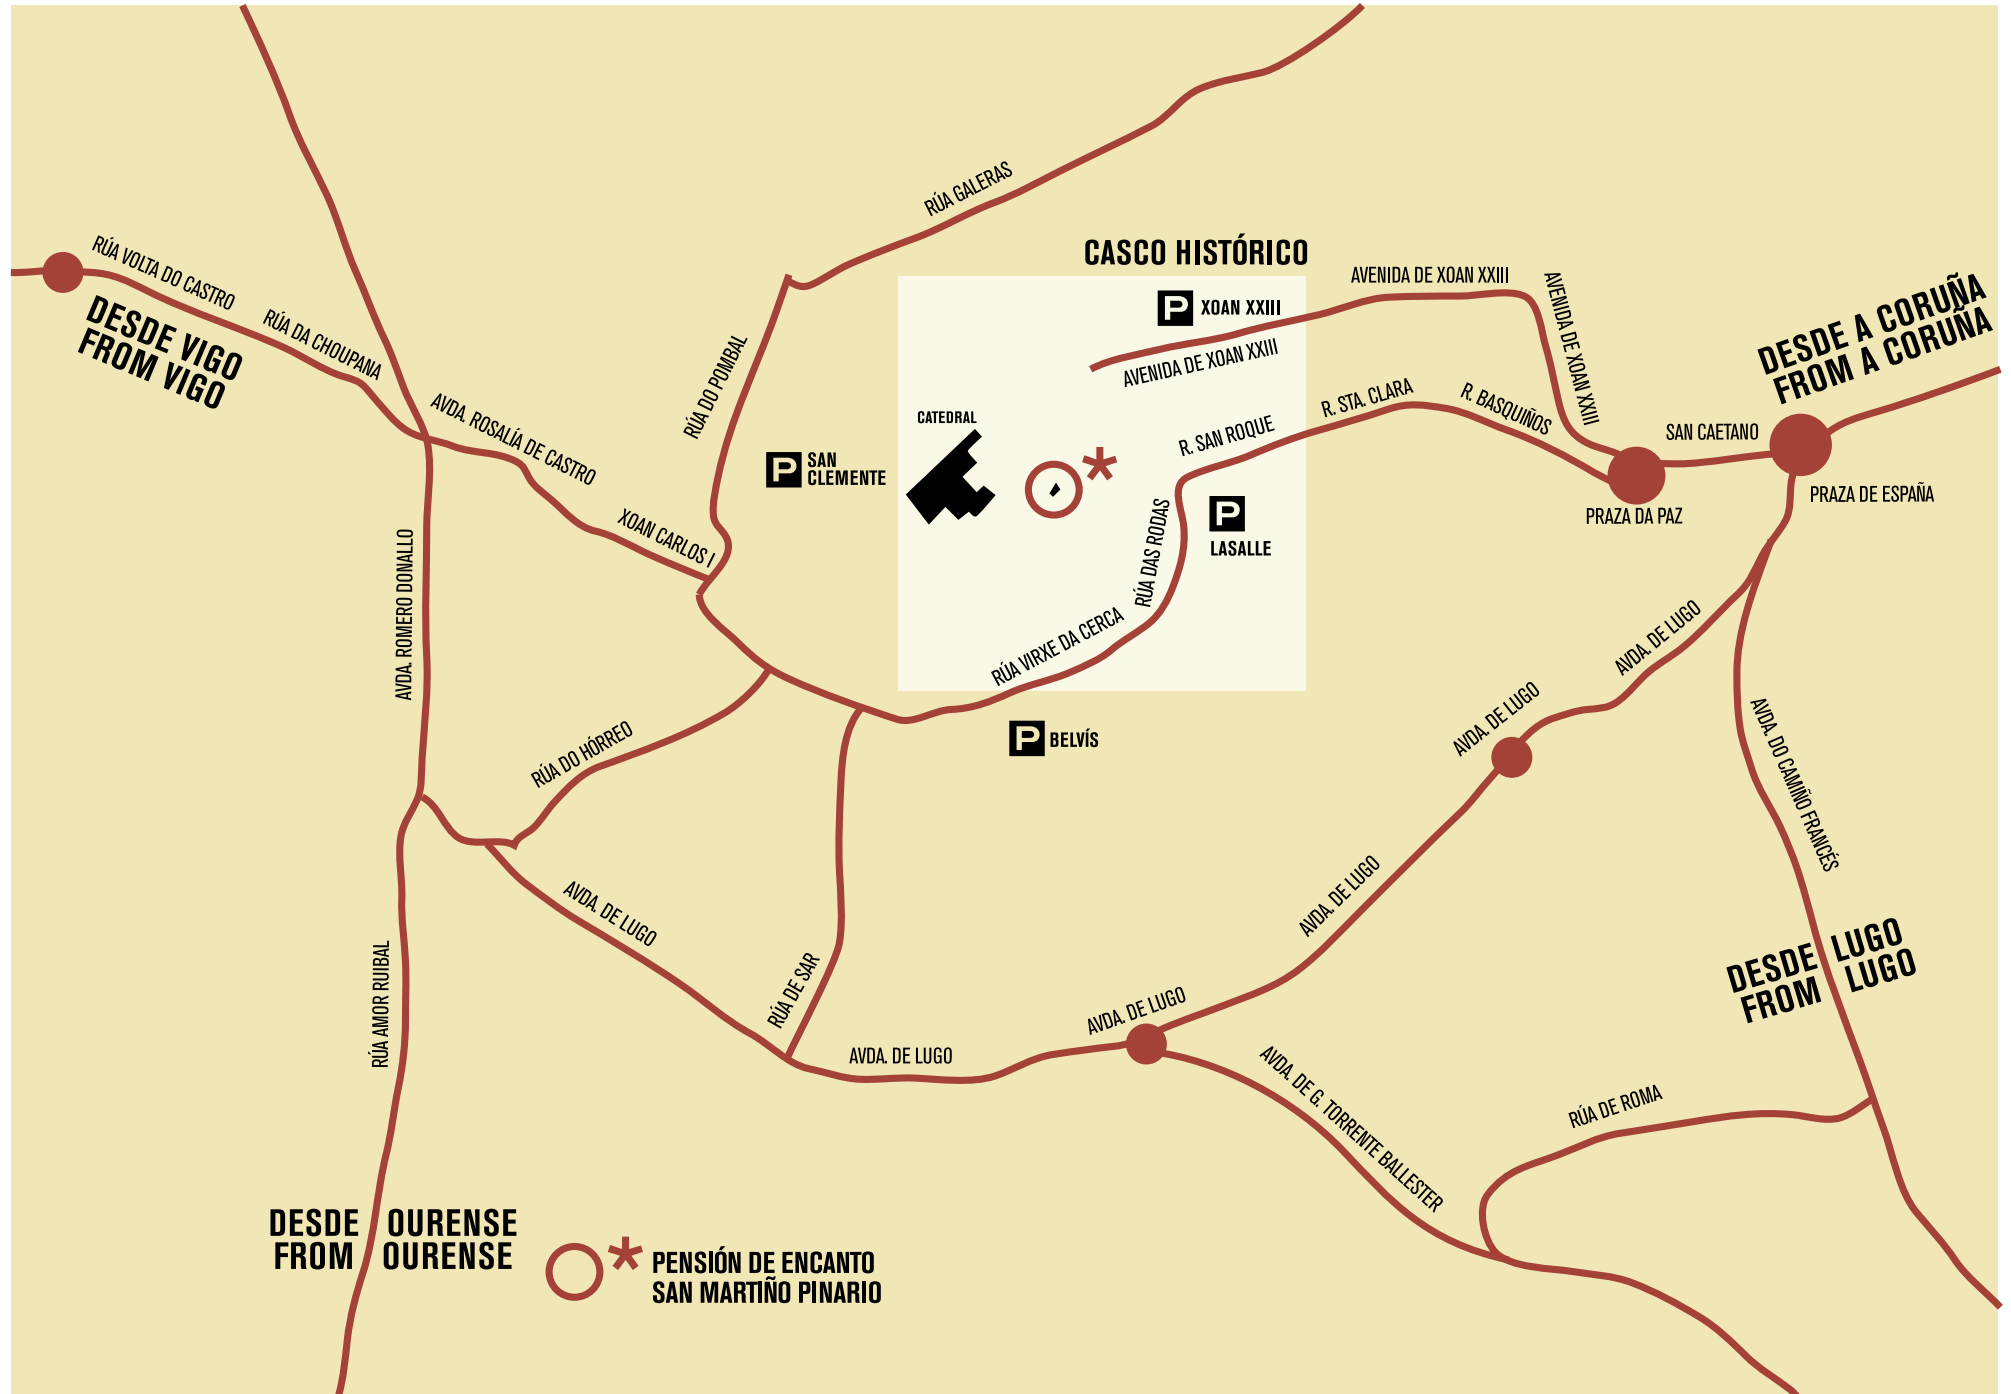 RÚA GALERAS
CASCO HISTÓRICO
RÚA VOLTA DO CASTRO
RÚA DA CHOUPANA
DESDE VIGO
FROM VIGO
AVENIDA DE XOAN XXIII
AVENIDA DE XOAN XXIII
P XOAN XXIII
AVENIDA DE XOAN XXIII
DESDE A CORUÑA
FROM A CORUÑA
RÚA DO POMBAL
AVDA. ROSALÍA DE CASTRO
CATEDRAL
R. STA. CLARA
R. BASQUIÑOS
R. SAN ROQUE
SAN CAETANO
P SAN
CLEMENTE
*
PRAZA DE ESPAÑA
PRAZA DA PAZ
XOAN CARLOS I
P
LASALLE
RÚA DAS RODAS
AVDA. ROMERO DONALLO
RÚA VIRXE DA CERCA
AVDA. DE LUGO
P BELVÍS
AVDA. DE LUGO
RÚA DO HÓRREO
AVDA. DO CAMIÑO FRANCÉS
AVDA. DE LUGO
AVDA. DE LUGO
RÚA AMOR RUIBAL
RÚA DE SAR
DESDE LUGO
FROM LUGO
AVDA. DE LUGO
AVDA. DE LUGO
AVDA. DE G. TORRENTE BALLESTER
RÚA DE ROMA
DESDE OURENSE
FROM OURENSE
* PENSIÓN DE ENCANTO
SAN MARTIÑO PINARIO